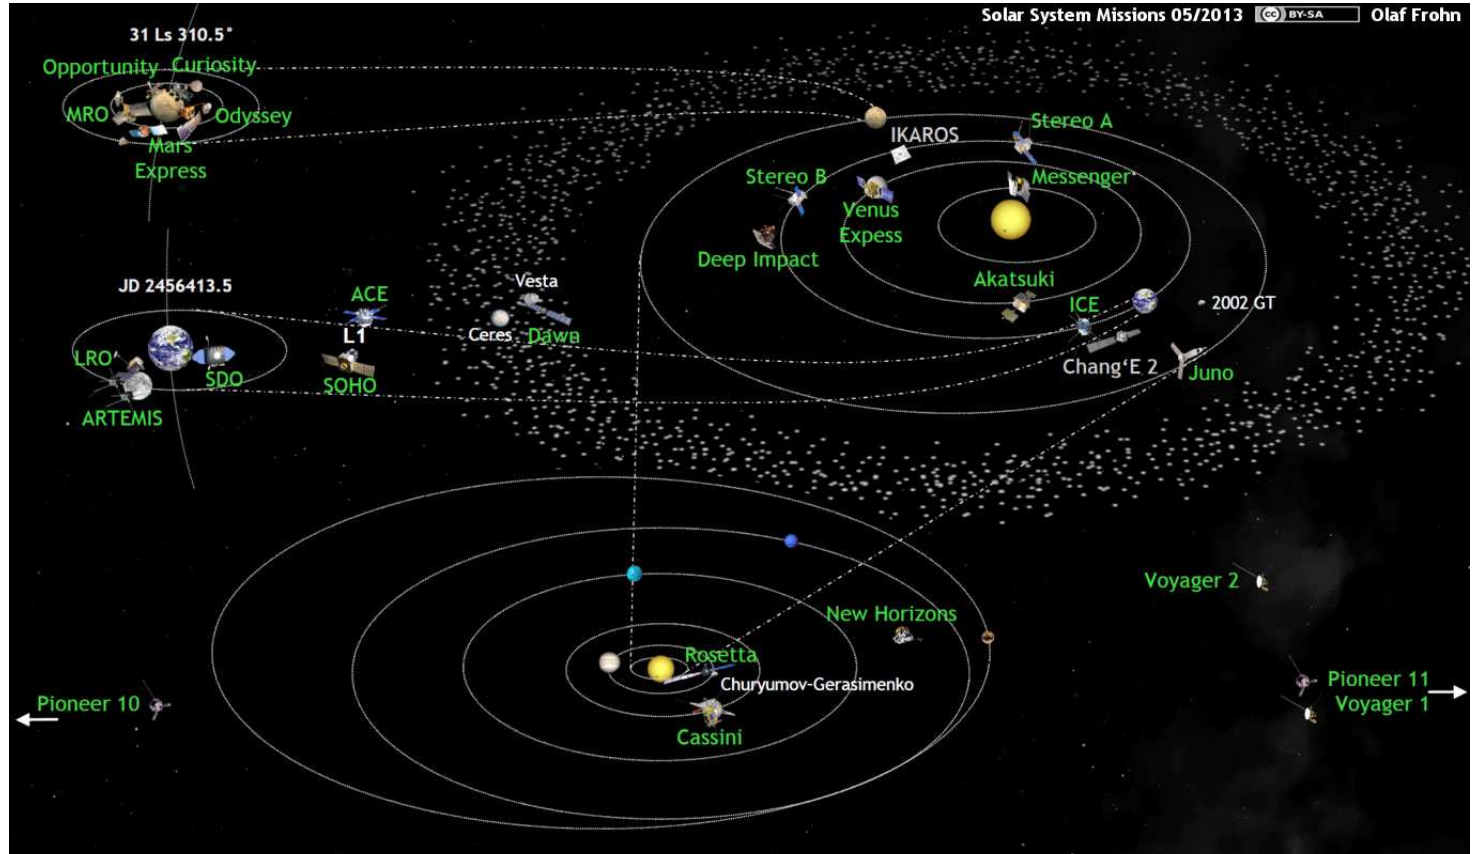 Solar System Missions 05/2013 (cc) BY-SA Olaf Frohn
31 Ls 310.5°
Opportunity Curiosity
MRO Odyssey
Mars
Express
IKAROS
Stereo A
Stereo B
Messenger
Venus
Expess
Deep Impact
Akatsuki
ICE
2002 GT
Chang'E 2
Juno
JD 2456413.5
ACE
L1
SOHO
Vesta
Ceres Dawn
LRO
SDO
ARTEMIS
Voyager 2
New Horizons
Rosetta
Churyumov-Gerasimenko
Cassini
Pioneer 10
Pioneer 11
Voyager 1